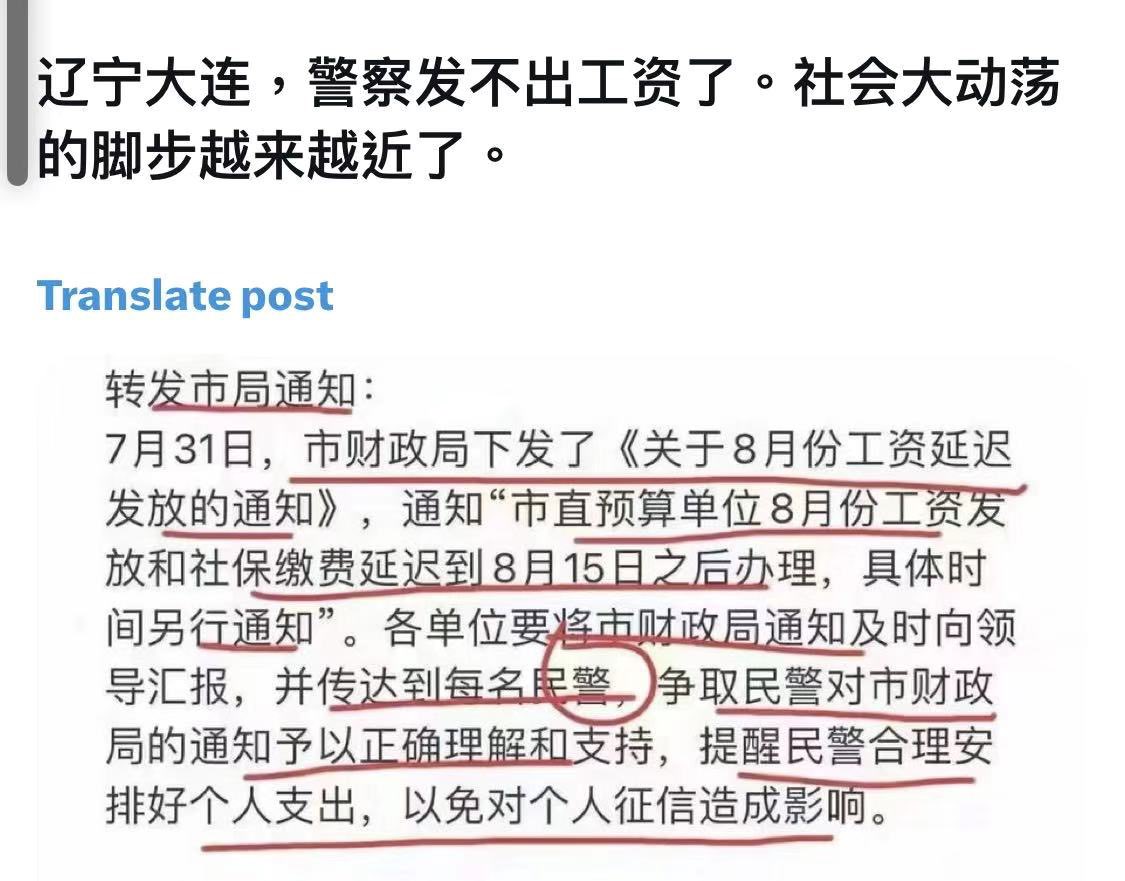 辽宁大连，警察发不出工资了。社会大动荡
的脚步越来越近了。
Translate post
转发市局通知：
7月31日，市财政局下发了《关于8月份工资延迟
发放的通知》，通知“市直预算单位8月份工资发
放和社保缴费延迟到8月15日之后办理，具体时
间另行通知”。各单位要将市财政局通知及时向领
导汇报，并传达到每名民警，争取民警对市财政
局的通知予以正确理解和支持，提醒民警合理安
排好个人支出，以免对个人征信造成影响。